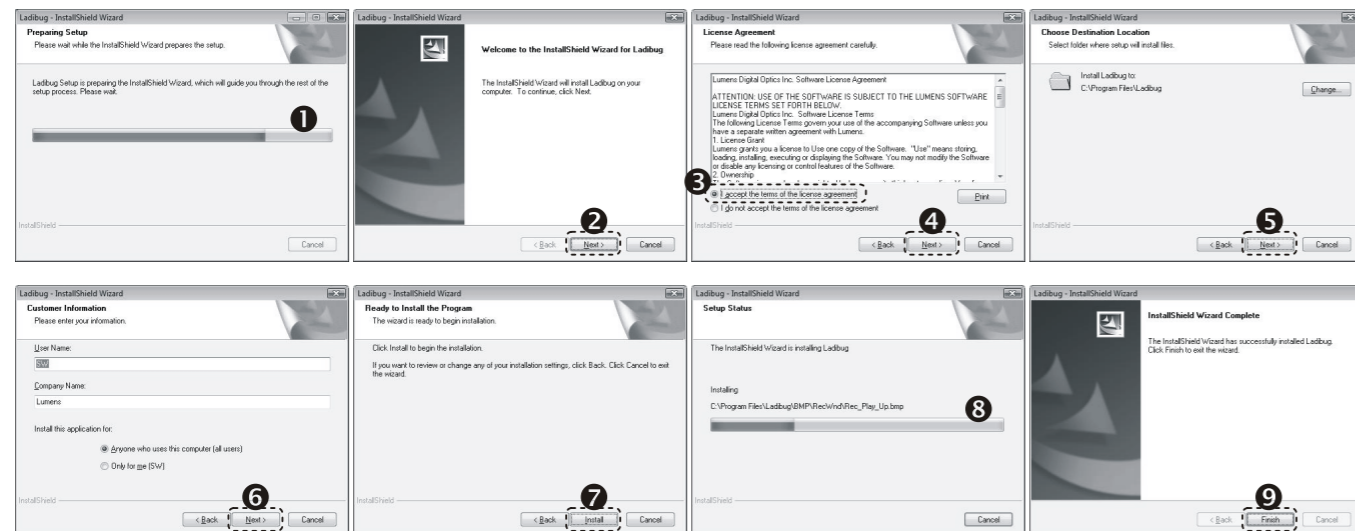 Ladibug - InstallShield Wizard
Preparing Setup
Please wait while the InstallShield Wizard prepares the setup.
Ladibug Setup is preparing the InstallShield Wizard, which will guide you through the rest of the
setup process. Please wait.
❶
InstallShield
Cancel
Ladibug - InstallShield Wizard
Welcome to the InstallShield Wizard for Ladibug
The InstallShield Wizard will install Ladibug on your
computer. To continue, click Next.
❷
< Back Next > Cancel
Ladibug - InstallShield Wizard
License Agreement
Please read the following license agreement carefully.
Lumens Digital Optics Inc. Software License Agreement
ATTENTION: USE OF THE SOFTWARE IS SUBJECT TO THE LUMENS SOFTWARE
LICENSE TERMS SET FORTH BELOW.
Lumens Digital Optics Inc. Software License Terms
The following License Terms govern your use of the accompanying Software unless you
have a separate written agreement with Lumens.
1. License Grant
Lumens grants you a license to Use one copy of the Software. "Use" means storing,
loading, installing, executing or displaying the Software. You may not modify the Software
or disable any licensing or control features of the Software.
2. Ownership
❸
I accept the terms of the license agreement
Print
I do not accept the terms of the license agreement
❹
InstallShield
< Back Next > Cancel
Ladibug - InstallShield Wizard
Choose Destination Location
Select folder where setup will install files.
Install Ladibug to:
C:\Program Files\Ladibug
Change...
❺
InstallShield
< Back Next > Cancel
Ladibug - InstallShield Wizard
Customer Information
Please enter your information.
User Name:
SW
Company Name:
Lumens
Install this application for:
Anyone who uses this computer (all users)
Only for me (SW)
❻
InstallShield
< Back Next > Cancel
Ladibug - InstallShield Wizard
Ready to Install the Program
The wizard is ready to begin installation.
Click Install to begin the installation.
If you want to review or change any of your installation settings, click Back. Click Cancel to exit
the wizard.
❼
InstallShield
< Back Install Cancel
Ladibug - InstallShield Wizard
Setup Status
The InstallShield Wizard is installing Ladibug
Installing
C:\Program Files\Ladibug\BMP\RecWnd\Rec_Play_Up.bmp
❽
InstallShield
Cancel
Ladibug - InstallShield Wizard
InstallShield Wizard Complete
The InstallShield Wizard has successfully installed Ladibug.
Click Finish to exit the wizard.
❾
< Back Finish Cancel